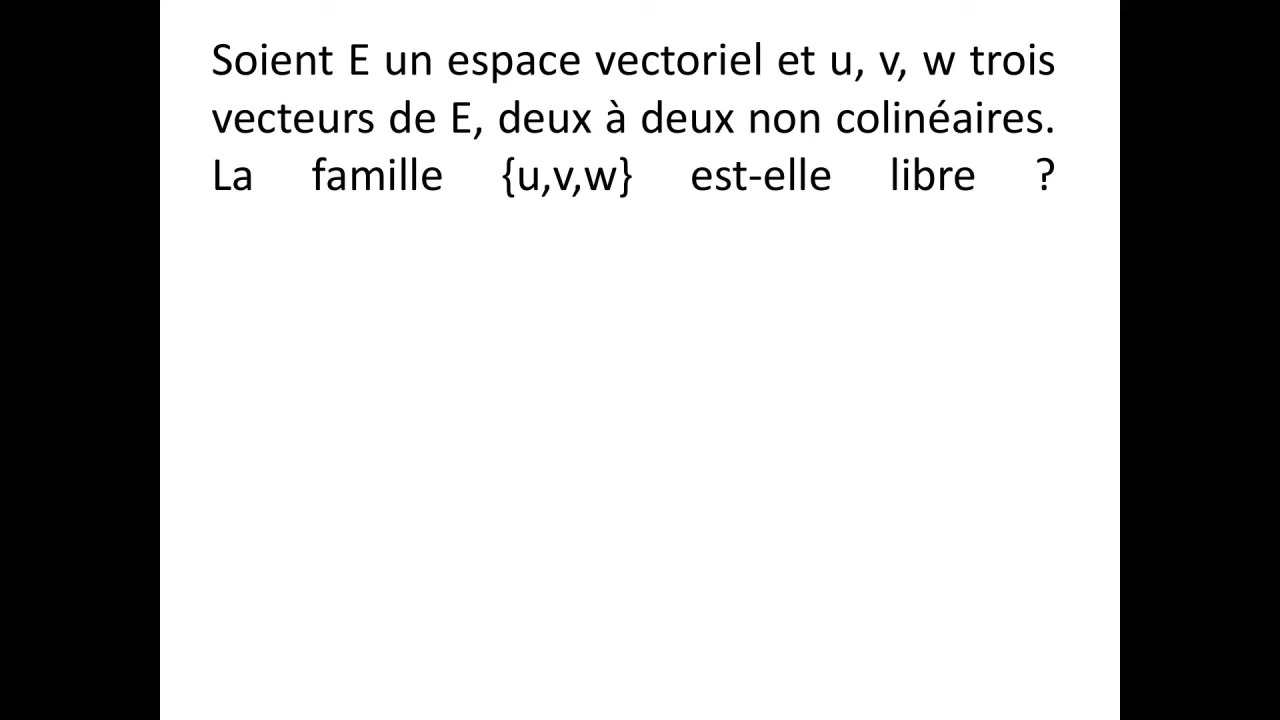 Soient E un espace vectoriel et u, v, w trois
vecteurs de E, deux à deux non colinéaires.
La famille {u,v,w} est-elle libre ?